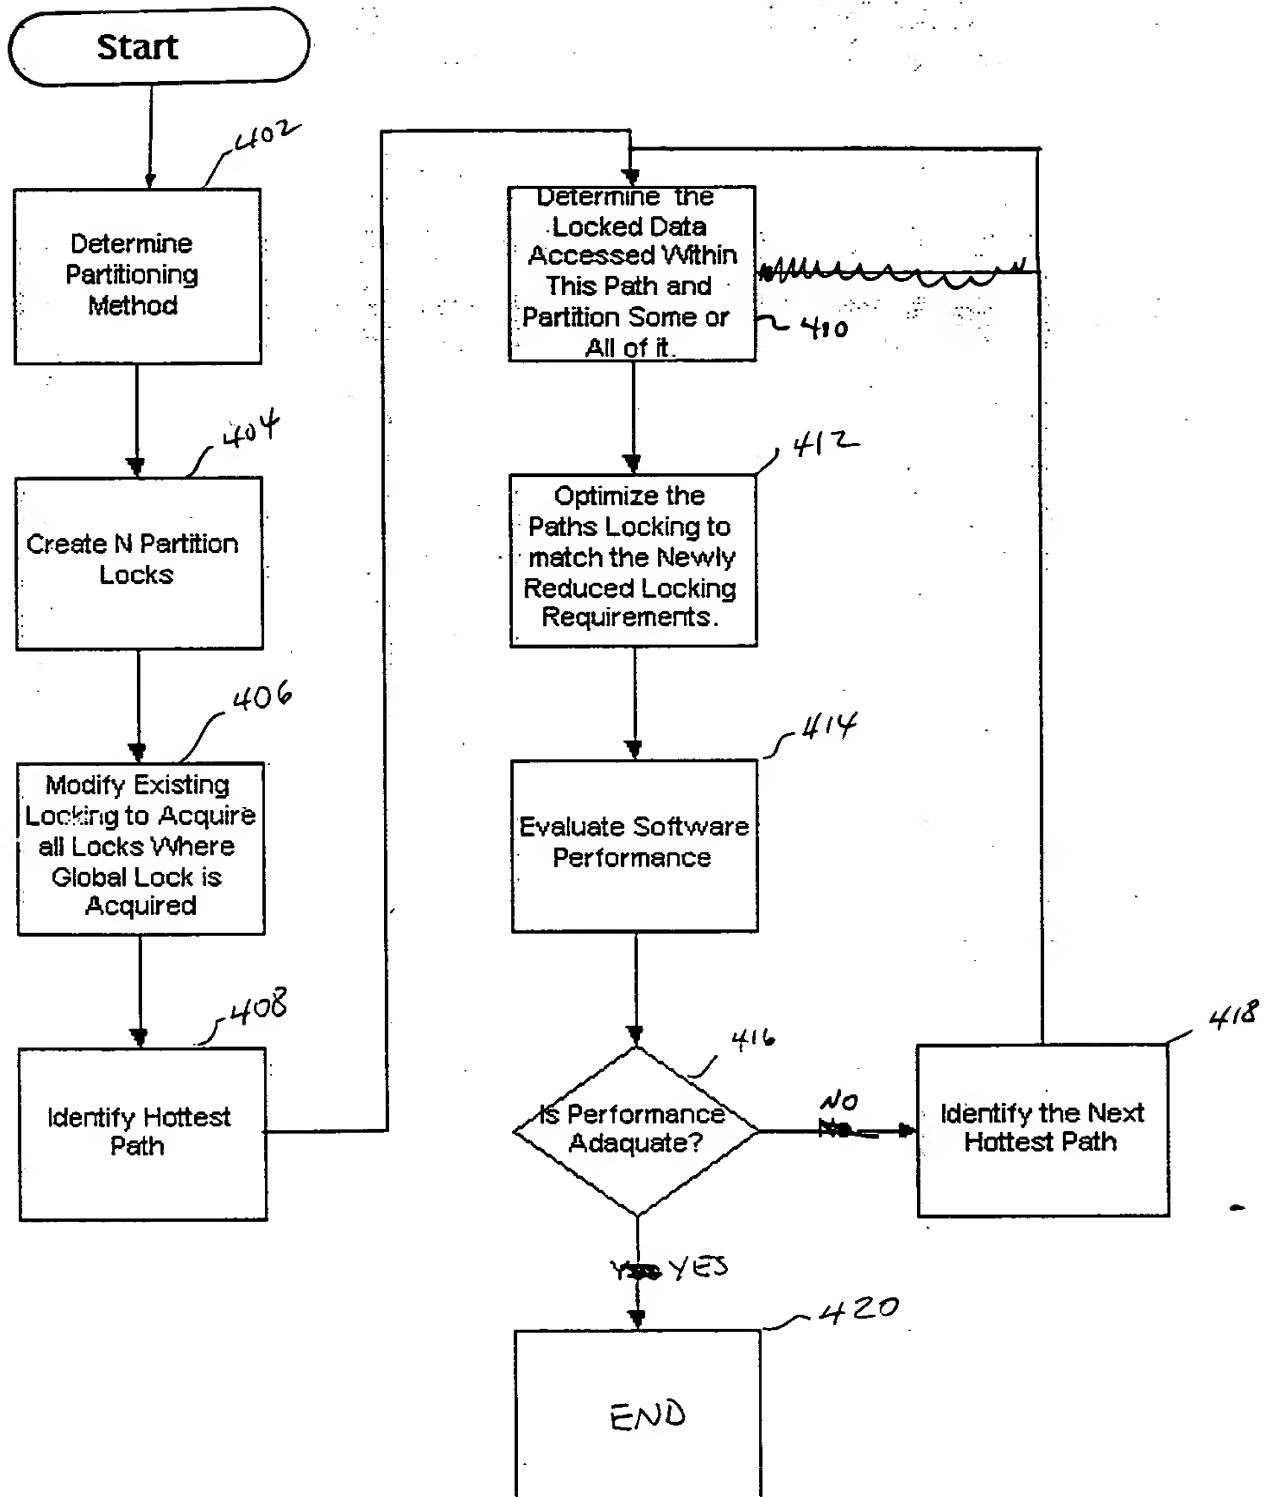 Start
402
Determine
Partitioning
Method
404
Create N Partition
Locks
406
Modify Existing
Locking to Acquire
all Locks Where
Global Lock is
Acquired
408
Identify Hottest
Path
Determine the
Locked Data
Accessed Within
This Path and
Partition Some or
All of it.
410
412
Optimize the
Paths Locking to
match the Newly
Reduced Locking
Requirements.
414
Evaluate Software
Performance
416
Is Performance
Adaquate?
NO
418
Identify the Next
Hottest Path
YES
420
END